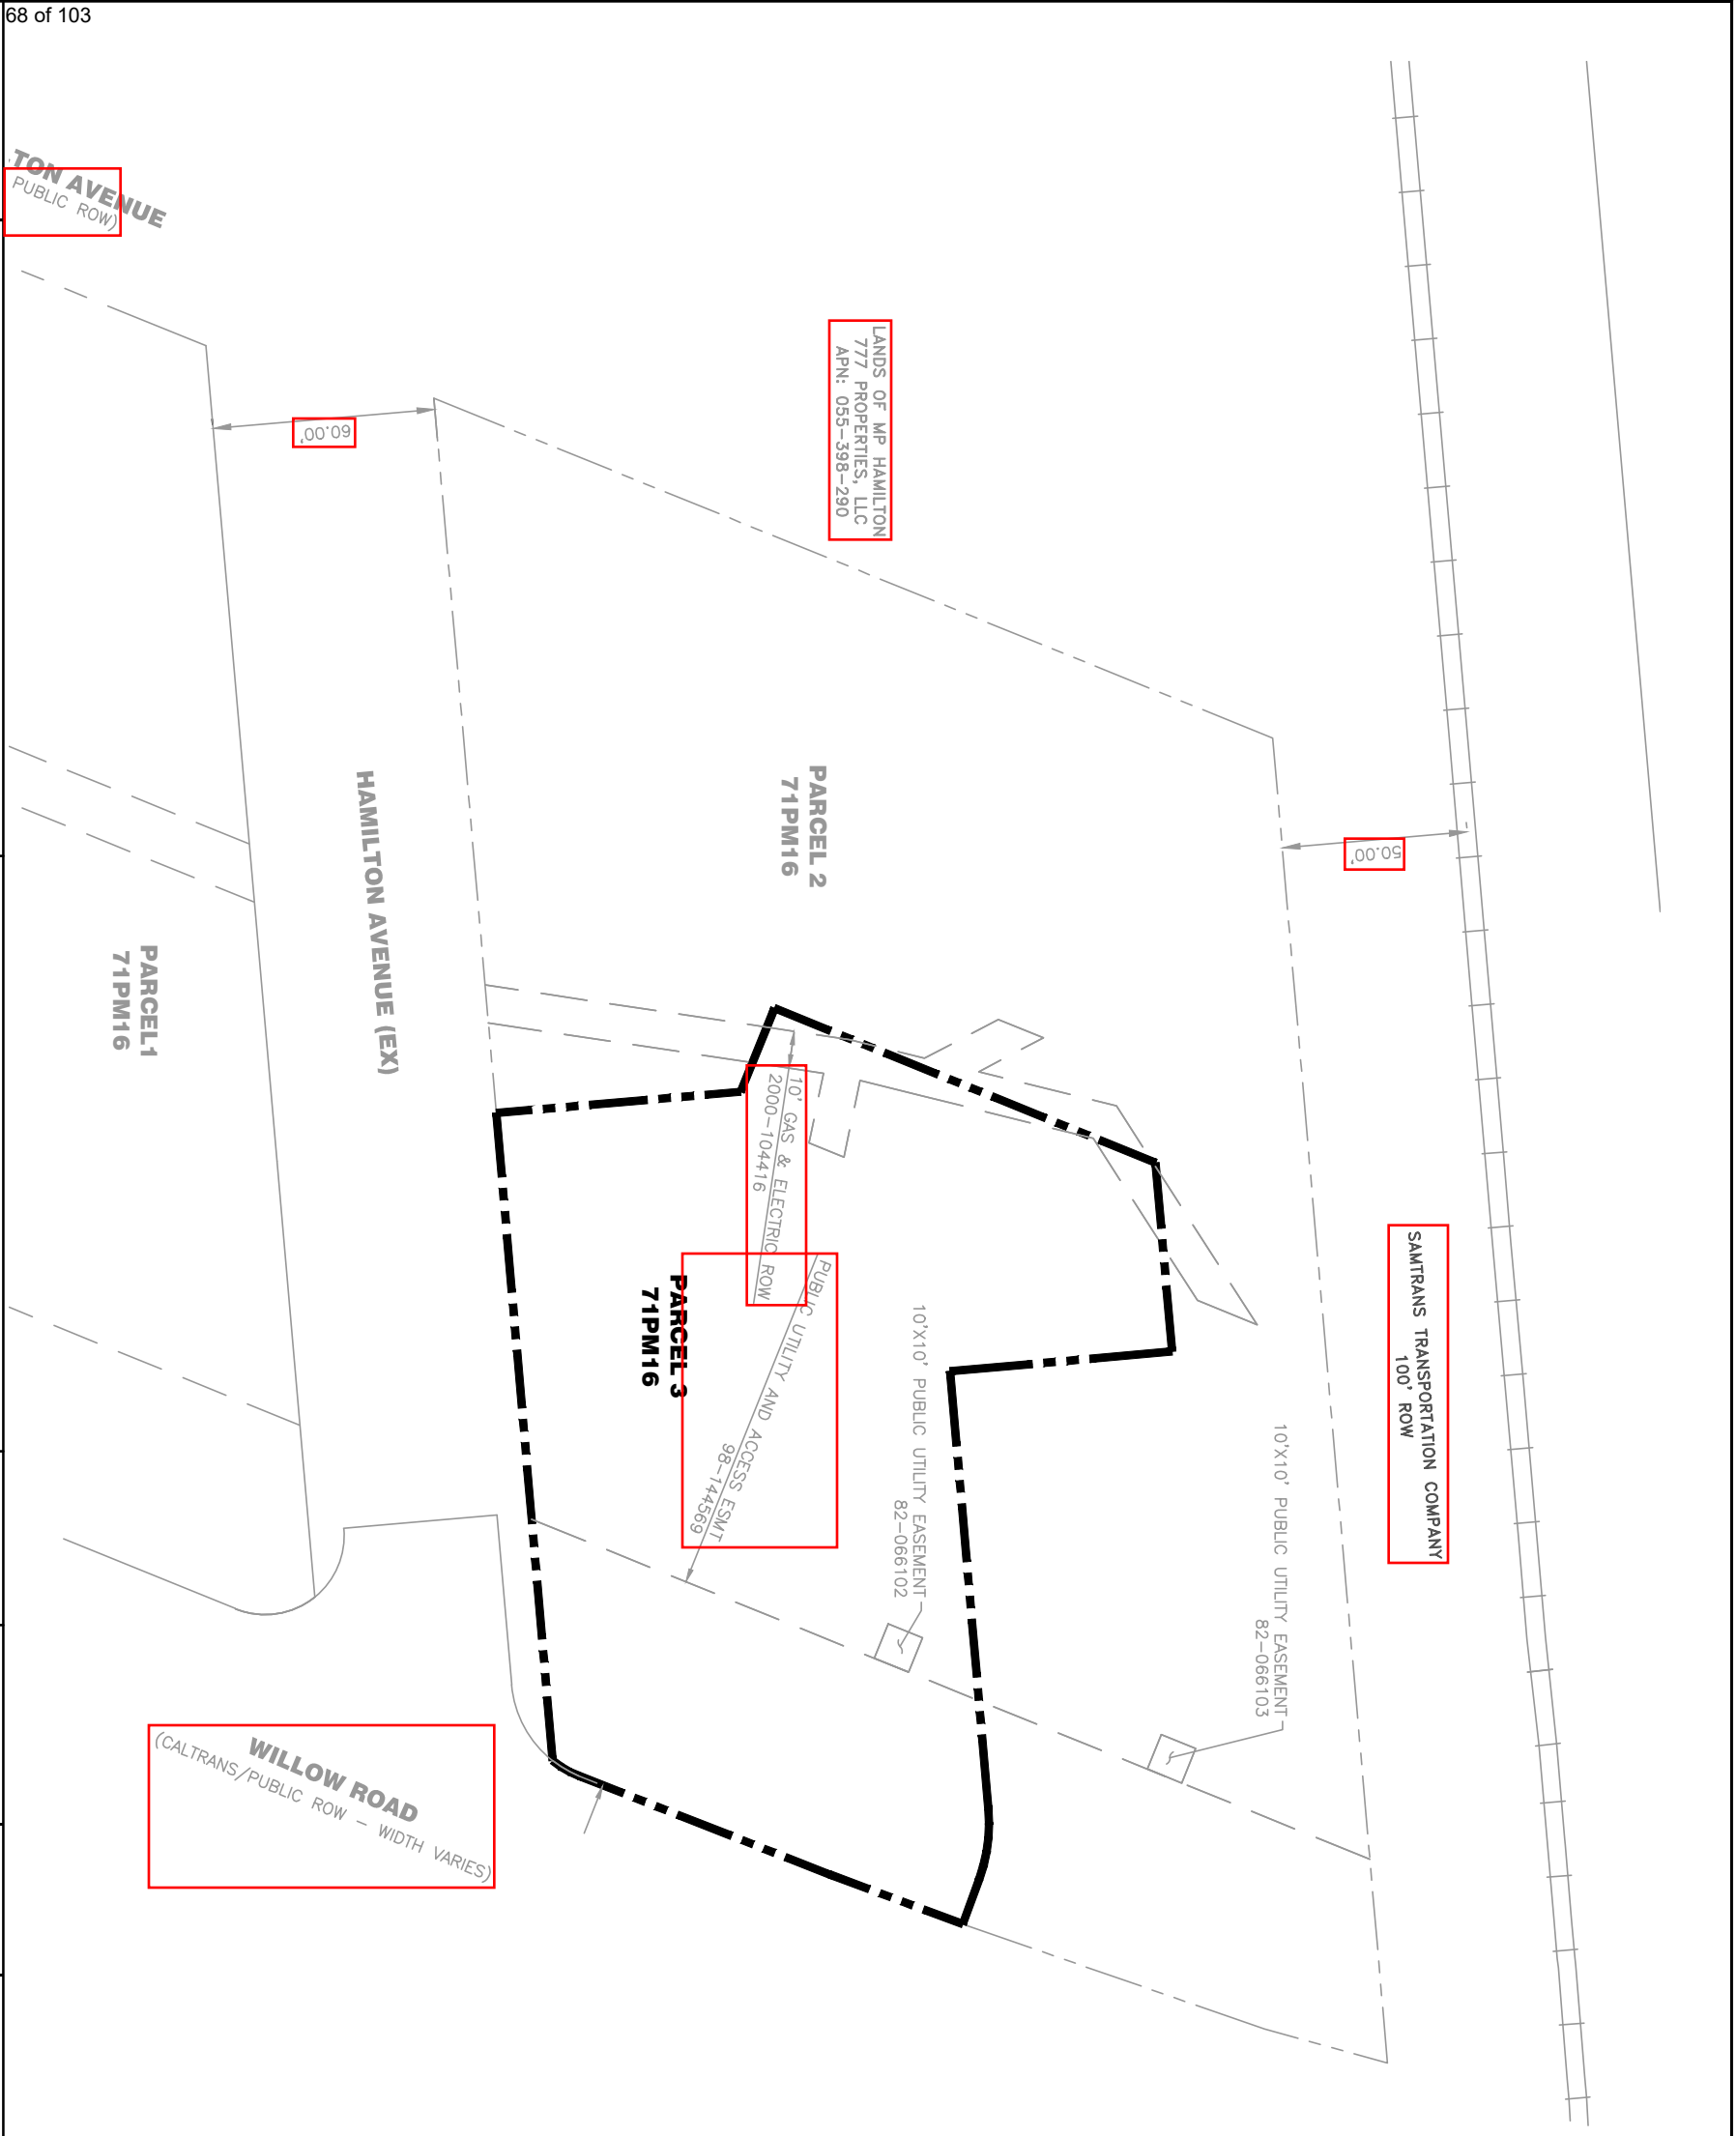 68 of 103
TON AVENUE
PUBLIC ROW)
60.00'
LANDS OF MP HAMILTON
777 PROPERTIES, LLC
APN: 055-398-290
50.00'
PARCEL 2
71PM16
HAMILTON AVENUE (EX)
PARCEL1
71PM16
10' GAS & ELECTRIC ROW
2000-104416
PARCEL 3
71PM16
PUBLIC UTILITY AND ACCESS ESMT
98-144569
10'X10' PUBLIC UTILITY EASEMENT
82-066102
10'X10' PUBLIC UTILITY EASEMENT
82-066103
SAMTRANS TRANSPORTATION COMPANY
100' ROW
WILLOW ROAD
(CALTRANS/PUBLIC ROW - WIDTH VARIES)